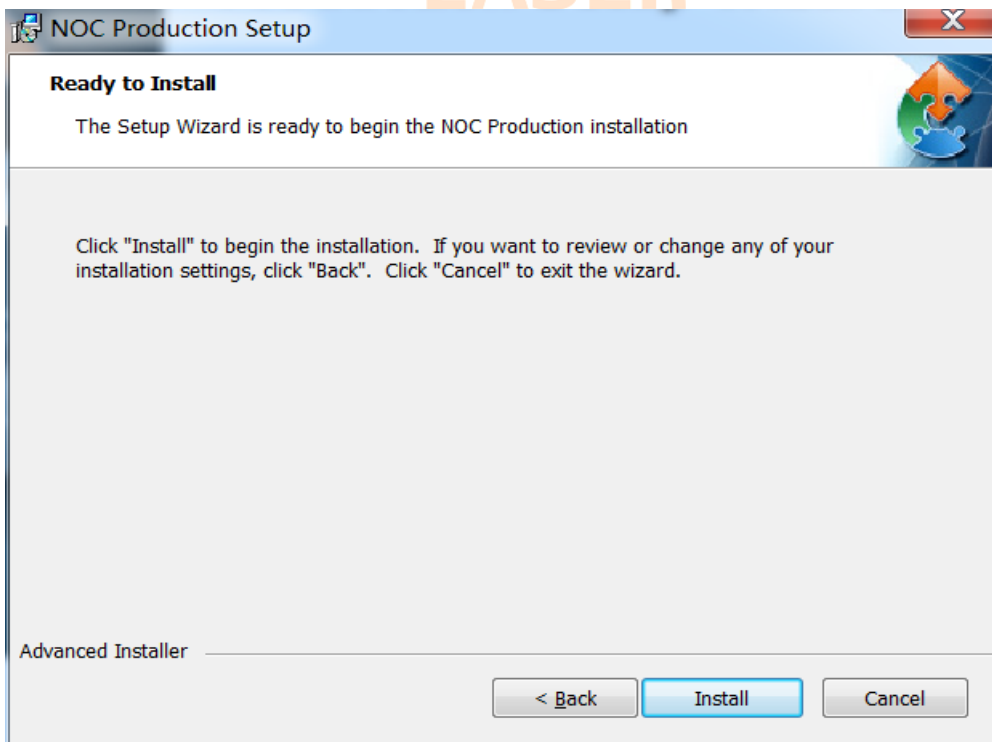 NOC Production Setup
Ready to Install
The Setup Wizard is ready to begin the NOC Production installation
Click "Install" to begin the installation.  If you want to review or change any of your
installation settings, click "Back".  Click "Cancel" to exit the wizard.
Advanced Installer
< Back
Install
Cancel